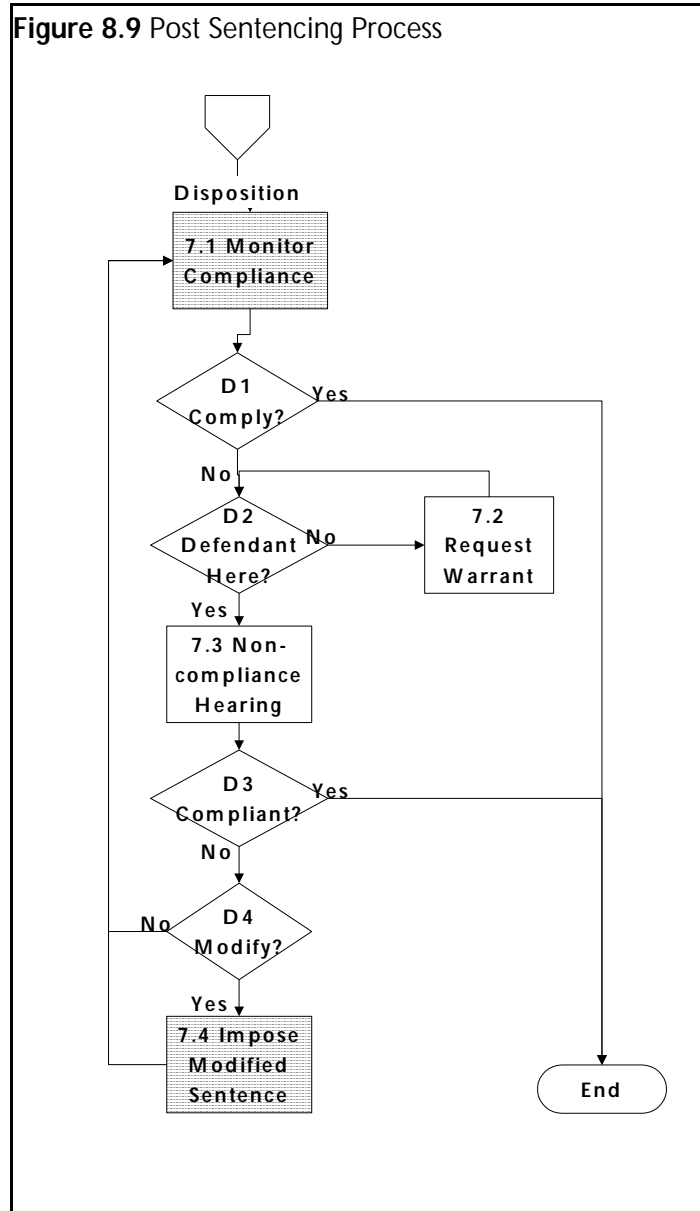 Figure 8.9 Post Sentencing Process
Disposition
7.1 Monitor
Compliance
D1
Comply?
Yes
No
D2
Defendant
Here?
No
7.2
Request
Warrant
Yes
7.3 Non-
compliance
Hearing
D3
Compliant?
Yes
No
D4
Modify?
No
Yes
7.4 Impose
Modified
Sentence
End